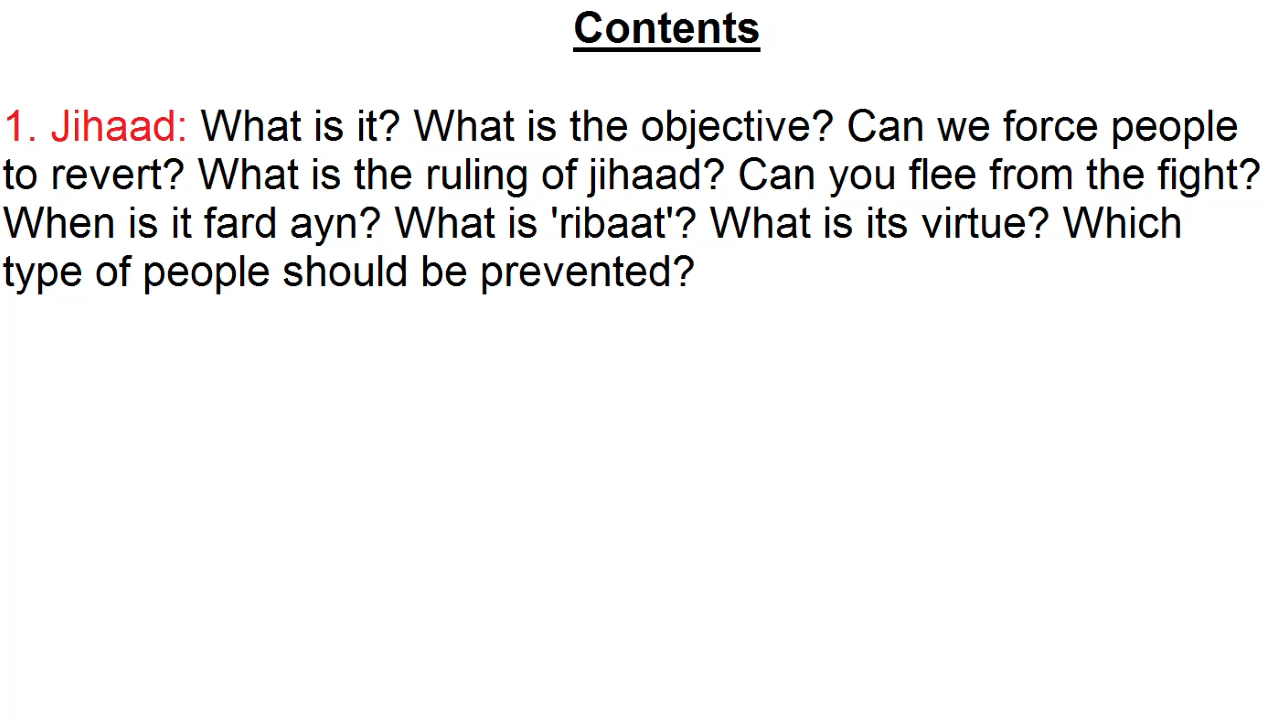 Contents
1. Jihaad: What is it? What is the objective? Can we force people
to revert? What is the ruling of jihaad? Can you flee from the fight?
When is it fard ayn? What is 'ribaat'? What is its virtue? Which
type of people should be prevented?